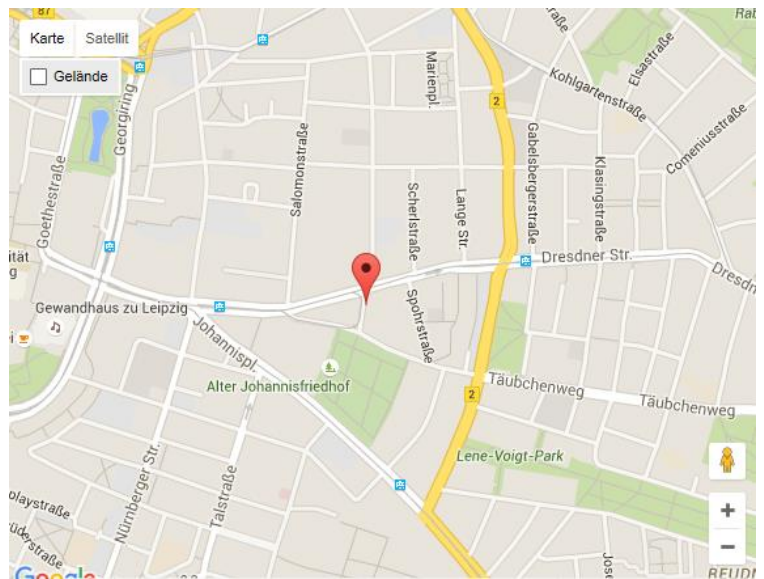 87
Karte Satellit
Gelände
Georgiring
Goethestraße
Salomonstraße
Marienpl.
2
Kohlgartenstraße
Elsastraße
Comeniusstraße
Gabelsbergerstraße
Klasingstraße
Scherlstraße
Lange Str.
Dresdner Str.
Gewandhaus zu Leipzig
Johannispl.
Spohrstraße
Alter Johannisfriedhof
2
Täubchenweg
Täubchenweg
Lene-Voigt-Park
Nürnberger Str.
Talstraße
+
−
Google